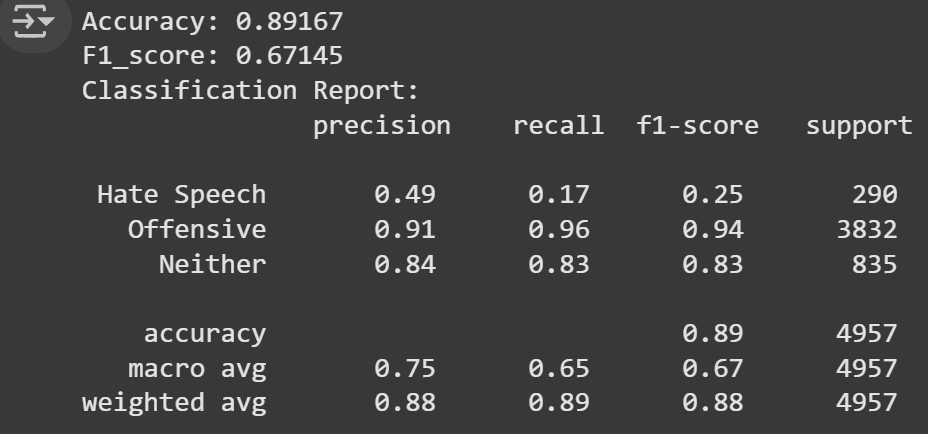 Accuracy: 0.89167
F1_score: 0.67145
Classification Report:
precision recall f1-score support
Hate Speech 0.49 0.17 0.25 290
Offensive 0.91 0.96 0.94 3832
Neither 0.84 0.83 0.83 835
accuracy 0.89 4957
macro avg 0.75 0.65 0.67 4957
weighted avg 0.88 0.89 0.88 4957